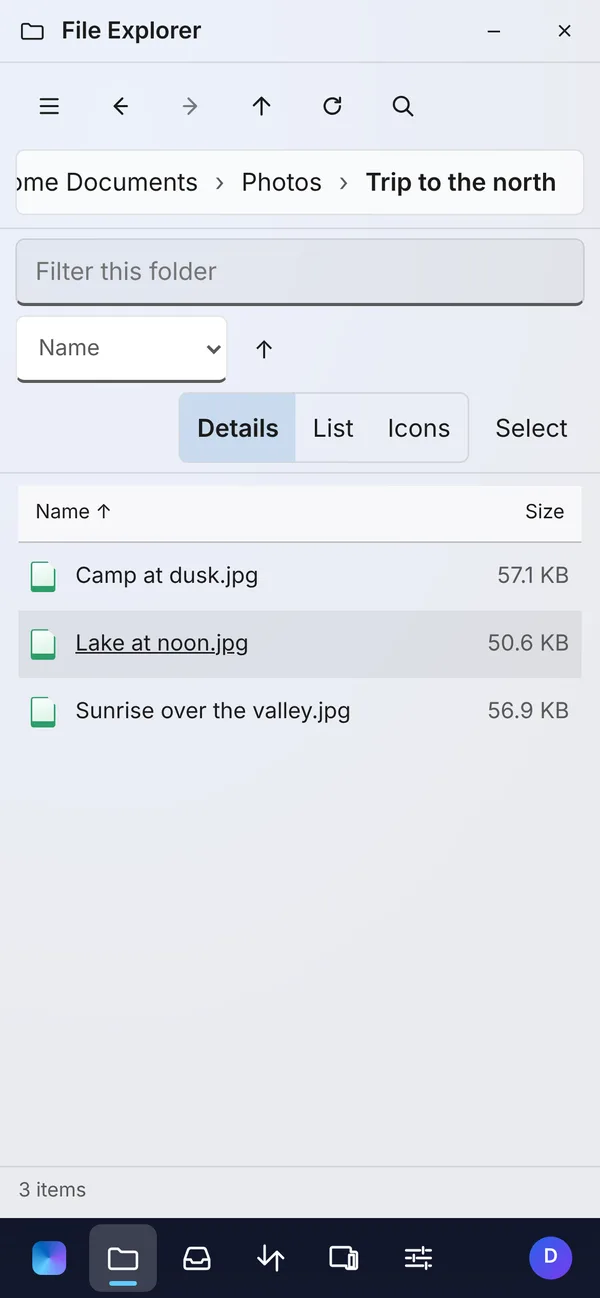 File Explorer
ome Documents › Photos › Trip to the north
Filter this folder
Name
Details List Icons Select
Name ↑ Size
Camp at dusk.jpg 57.1 KB
Lake at noon.jpg 50.6 KB
Sunrise over the valley.jpg 56.9 KB
3 items
D